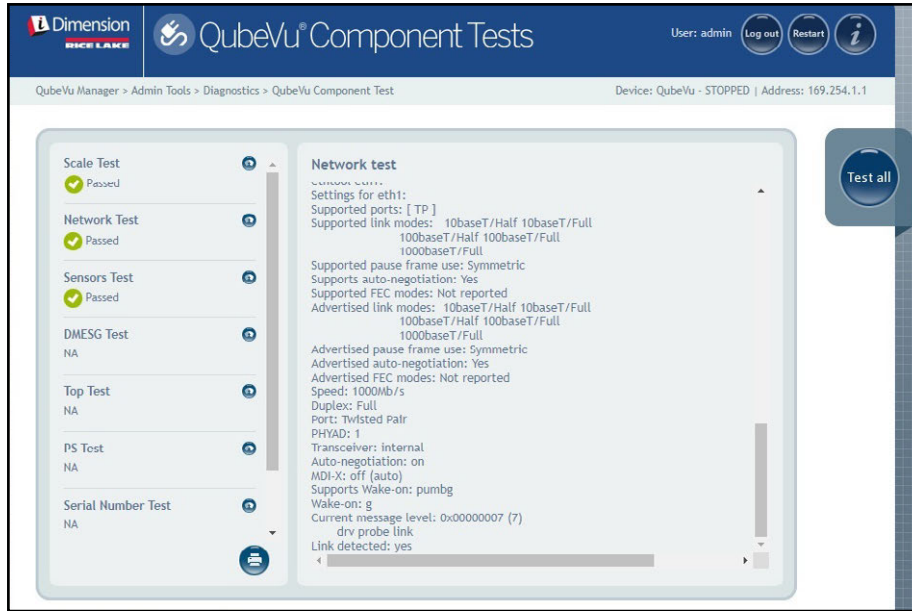 iDimension
RICE LAKE
QubeVu® Component Tests
User: admin
Log out
Restart
i
QubeVu Manager > Admin Tools > Diagnostics > QubeVu Component Test
Device: QubeVu - STOPPED | Address: 169.254.1.1
Scale Test
Passed
Network Test
Passed
Sensors Test
Passed
DMESG Test
NA
Top Test
NA
PS Test
NA
Serial Number Test
NA
Network test
Settings for eth1:
Supported ports: [ TP ]
Supported link modes: 10baseT/Half 10baseT/Full
100baseT/Half 100baseT/Full
1000baseT/Full
Supported pause frame use: Symmetric
Supports auto-negotiation: Yes
Supported FEC modes: Not reported
Advertised link modes: 10baseT/Half 10baseT/Full
100baseT/Half 100baseT/Full
1000baseT/Full
Advertised pause frame use: Symmetric
Advertised auto-negotiation: Yes
Advertised FEC modes: Not reported
Speed: 1000Mb/s
Duplex: Full
Port: Twisted Pair
PHYAD: 1
Transceiver: internal
Auto-negotiation: on
MDI-X: off (auto)
Supports Wake-on: pumbg
Wake-on: g
Current message level: 0x00000007 (7)
drv probe link
Link detected: yes
Test all